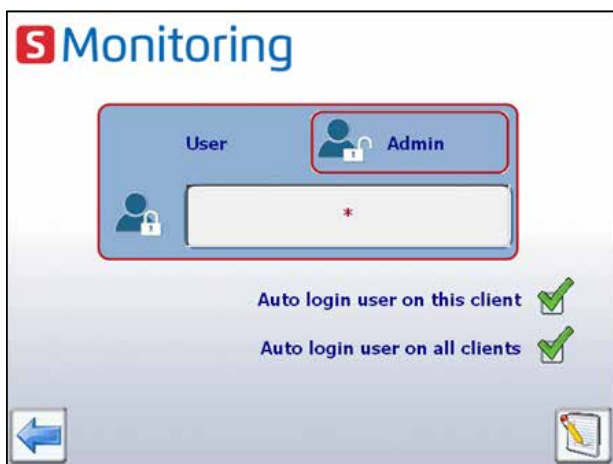 S Monitoring
User
Admin
*
Auto login user on this client
Auto login user on all clients